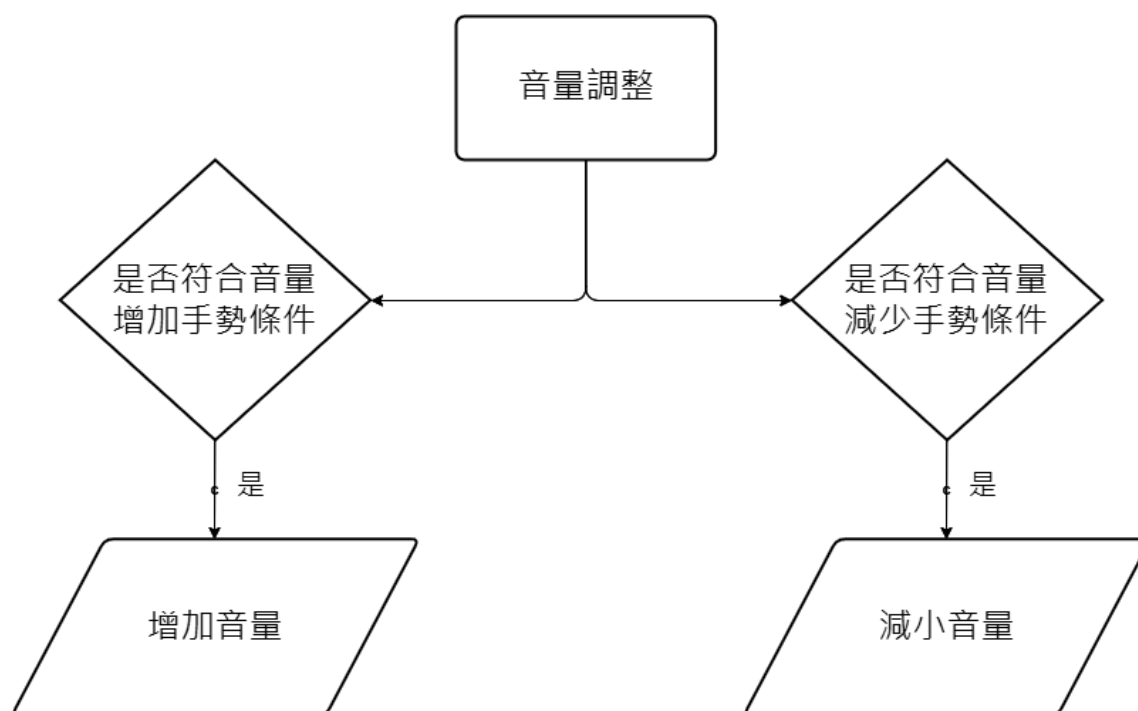 音量調整
是否符合音量
增加手勢條件
是否符合音量
減少手勢條件
c 是
c 是
增加音量
減小音量